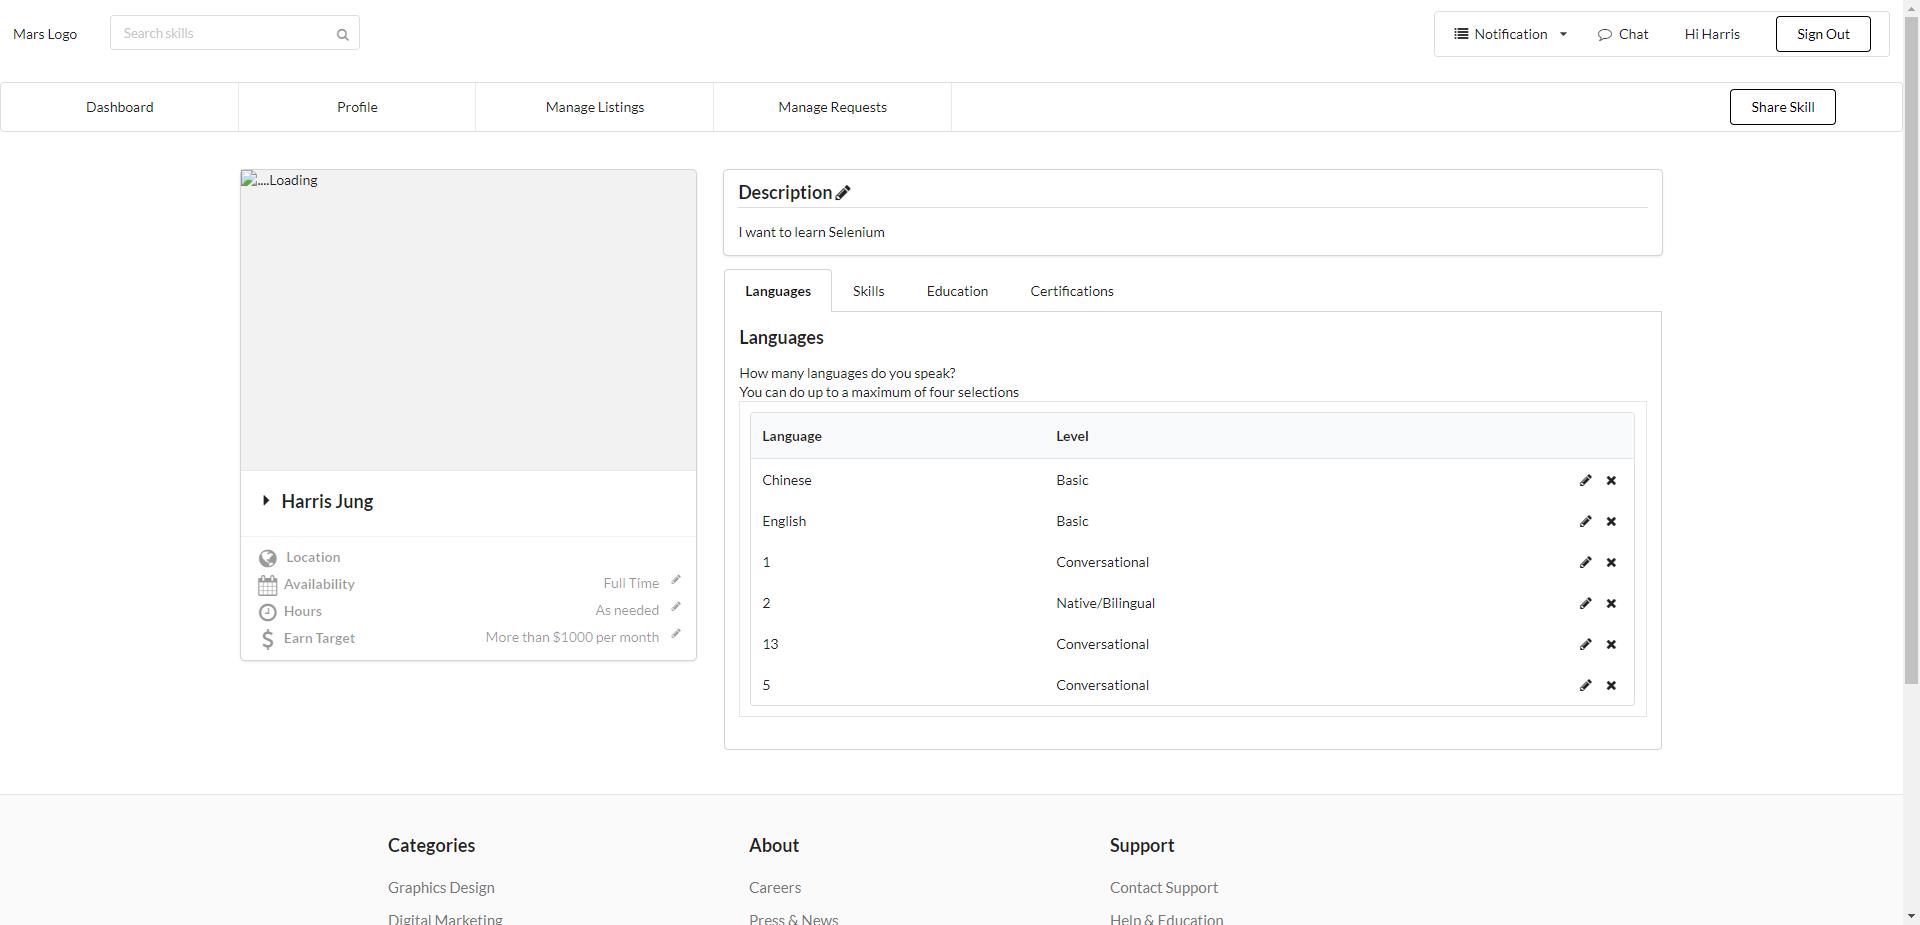 Mars Logo
Search skills
Notification
Chat
Hi Harris
Sign Out
Dashboard
Profile
Manage Listings
Manage Requests
Share Skill
....Loading
Harris Jung
Location
Availability Full Time
Hours As needed
Earn Target More than $1000 per month
Description
I want to learn Selenium
Languages Skills Education Certifications
Languages
How many languages do you speak?
You can do up to a maximum of four selections
Language Level
Chinese Basic
English Basic
1 Conversational
2 Native/Bilingual
13 Conversational
5 Conversational
Categories
Graphics Design
Digital Marketing
About
Careers
Press & News
Support
Contact Support
Help & Education